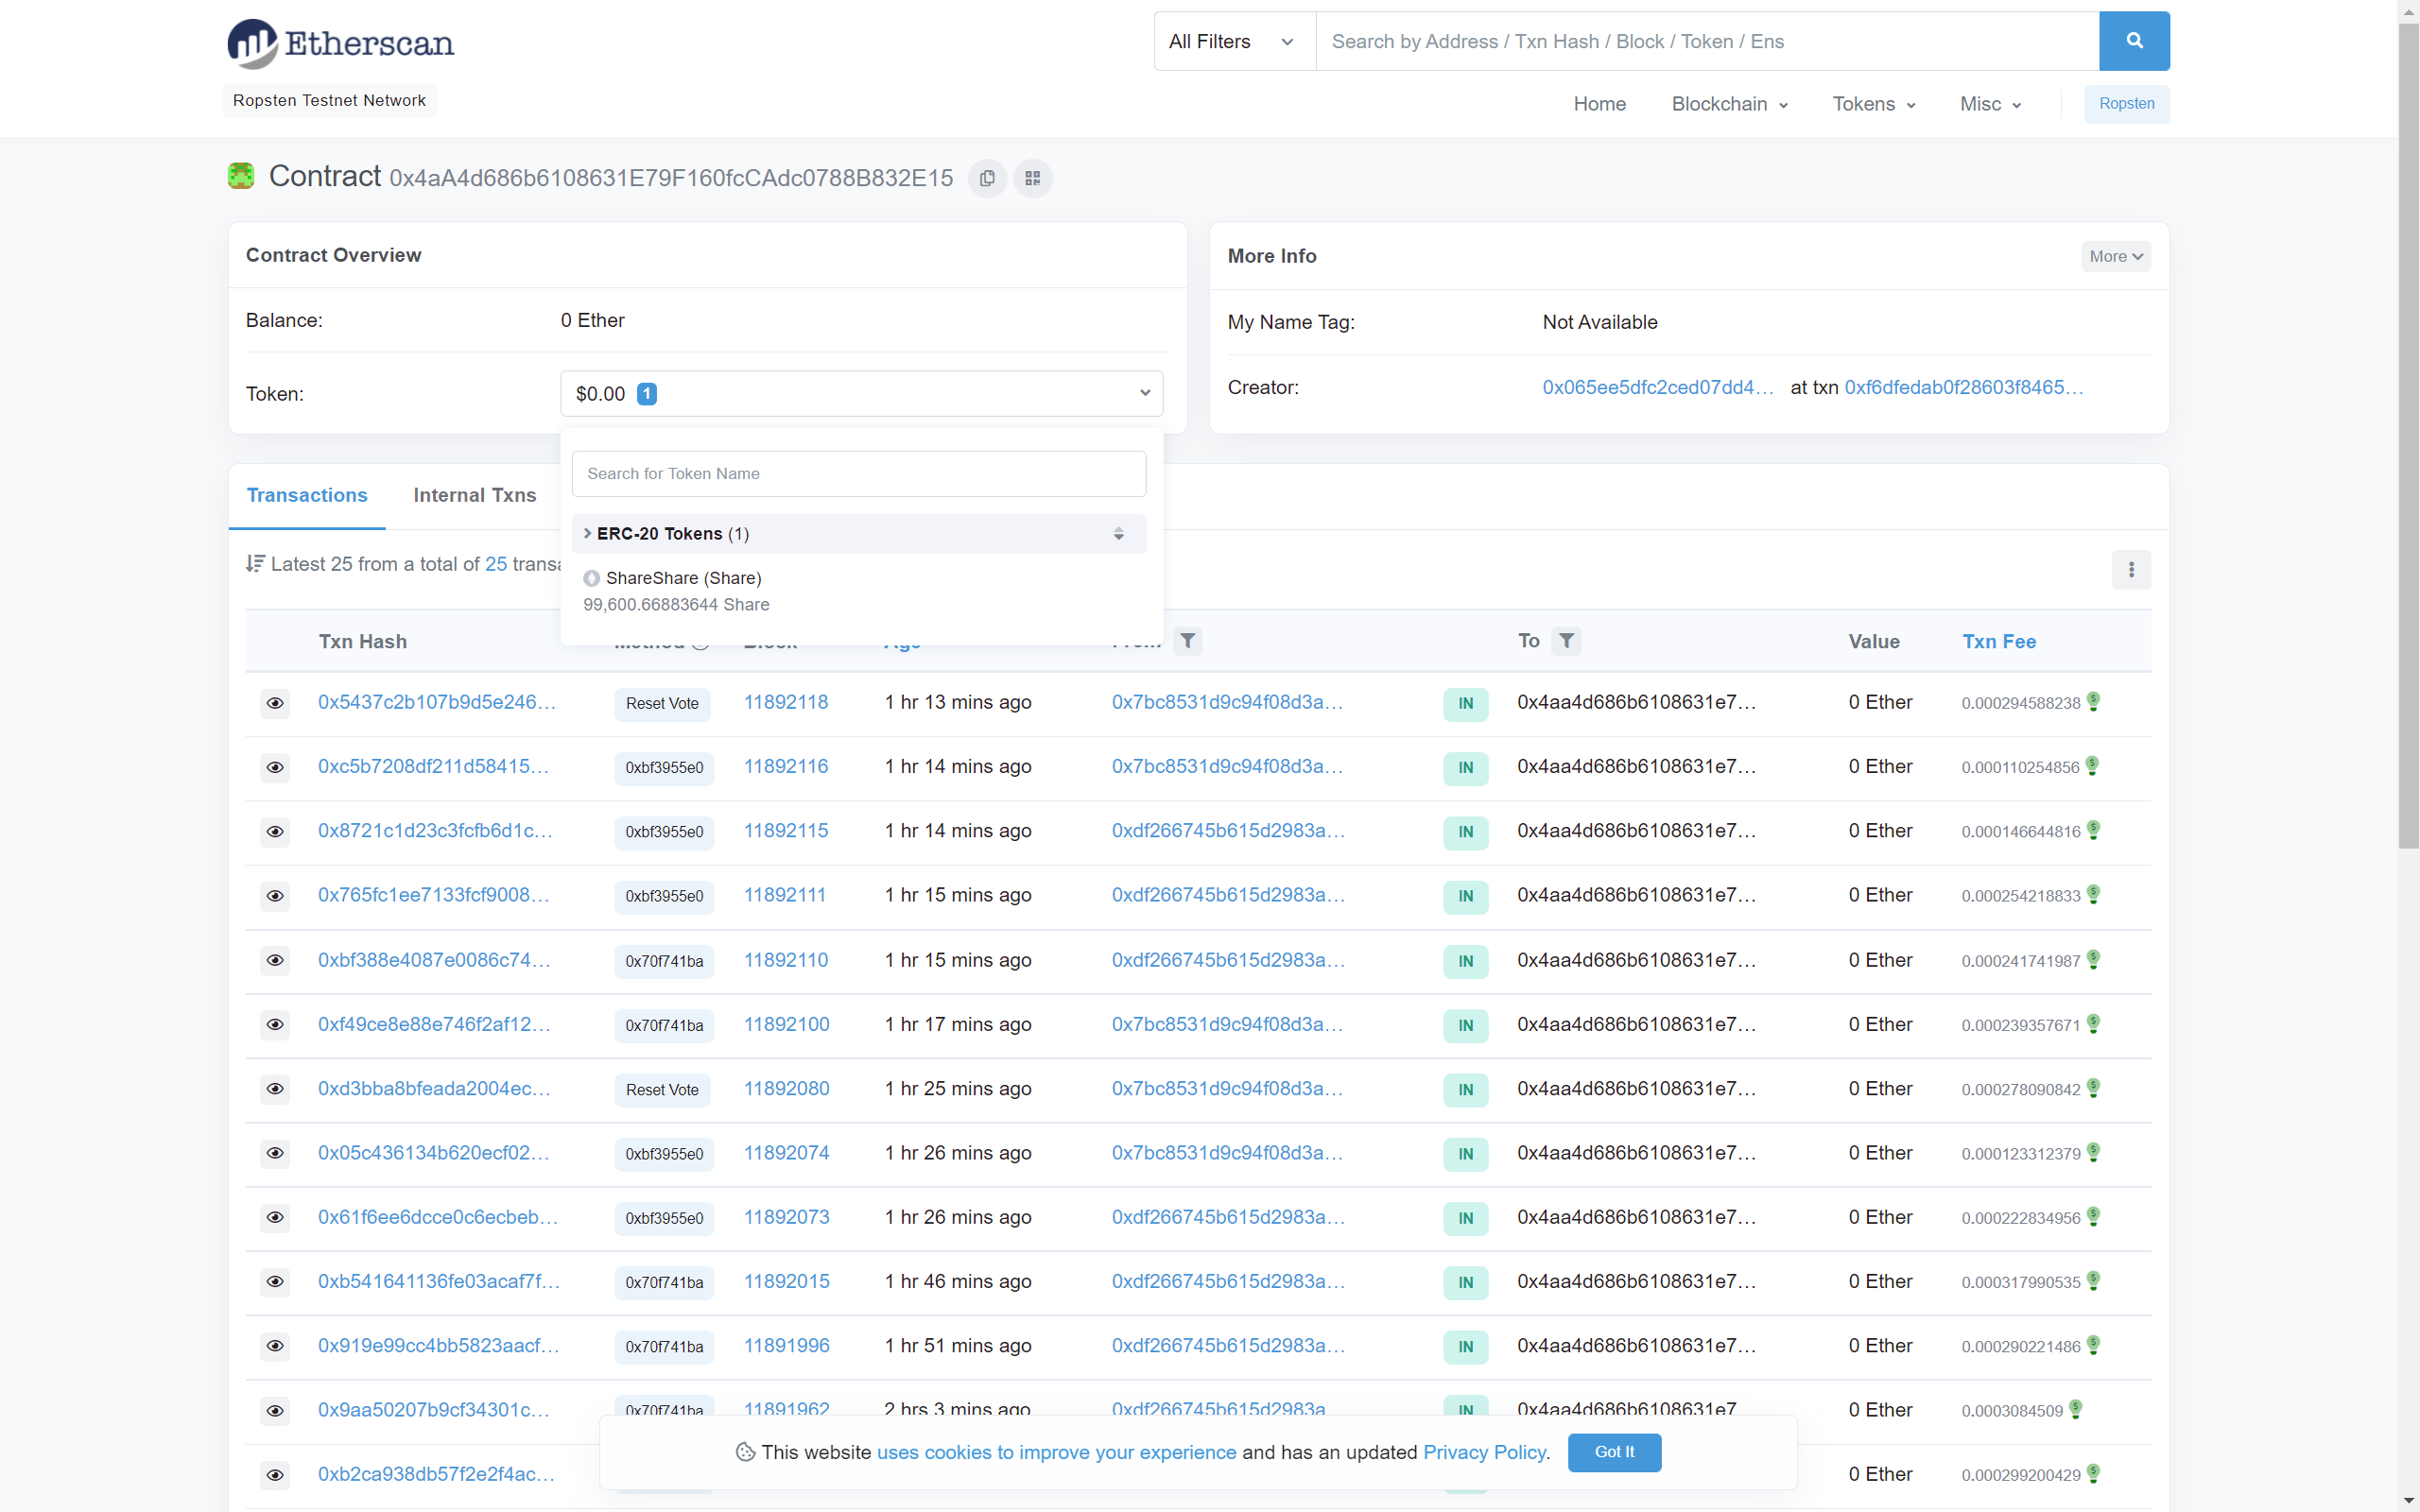 Etherscan
All Filters
Search by Address / Txn Hash / Block / Token / Ens
Ropsten Testnet Network
Home Blockchain Tokens Misc Ropsten
Contract 0x4aA4d686b6108631E79F160fcCAdc0788B832E15
Contract Overview
Balance: 0 Ether
Token: $0.00 1
More Info More
My Name Tag: Not Available
Creator: 0x065ee5dfc2ced07dd4... at txn 0xf6dfedab0f28603f8465...
Search for Token Name
ERC-20 Tokens (1)
ShareShare (Share)
99,600.66883644 Share
Transactions Internal Txns
Latest 25 from a total of 25 transa
Txn Hash Method Block Age From To Value Txn Fee
0x5437c2b107b9d5e246... Reset Vote 11892118 1 hr 13 mins ago 0x7bc8531d9c94f08d3a... IN 0x4aa4d686b6108631e7... 0 Ether 0.000294588238
0xc5b7208df211d58415... 0xbf3955e0 11892116 1 hr 14 mins ago 0x7bc8531d9c94f08d3a... IN 0x4aa4d686b6108631e7... 0 Ether 0.000110254856
0x8721c1d23c3fcfb6d1c... 0xbf3955e0 11892115 1 hr 14 mins ago 0xdf266745b615d2983a... IN 0x4aa4d686b6108631e7... 0 Ether 0.000146644816
0x765fc1ee7133fcf9008... 0xbf3955e0 11892111 1 hr 15 mins ago 0xdf266745b615d2983a... IN 0x4aa4d686b6108631e7... 0 Ether 0.000254218833
0xbf388e4087e0086c74... 0x70f741ba 11892110 1 hr 15 mins ago 0xdf266745b615d2983a... IN 0x4aa4d686b6108631e7... 0 Ether 0.000241741987
0xf49ce8e88e746f2af12... 0x70f741ba 11892100 1 hr 17 mins ago 0x7bc8531d9c94f08d3a... IN 0x4aa4d686b6108631e7... 0 Ether 0.000239357671
0xd3bba8bfeada2004ec... Reset Vote 11892080 1 hr 25 mins ago 0x7bc8531d9c94f08d3a... IN 0x4aa4d686b6108631e7... 0 Ether 0.000278090842
0x05c436134b620ecf02... 0xbf3955e0 11892074 1 hr 26 mins ago 0x7bc8531d9c94f08d3a... IN 0x4aa4d686b6108631e7... 0 Ether 0.000123312379
0x61f6ee6dcce0c6ecbeb... 0xbf3955e0 11892073 1 hr 26 mins ago 0xdf266745b615d2983a... IN 0x4aa4d686b6108631e7... 0 Ether 0.000222834956
0xb541641136fe03acaf7f... 0x70f741ba 11892015 1 hr 46 mins ago 0xdf266745b615d2983a... IN 0x4aa4d686b6108631e7... 0 Ether 0.000317990535
0x919e99cc4bb5823aacf... 0x70f741ba 11891996 1 hr 51 mins ago 0xdf266745b615d2983a... IN 0x4aa4d686b6108631e7... 0 Ether 0.000290221486
0x9aa50207b9cf34301c... 0x70f741ba 11891962 2 hrs 3 mins ago 0xdf266745b615d2983a IN 0x4aa4d686b6108631e7 0 Ether 0.0003084509
0xb2ca938db57f2e2f4ac... 0 Ether 0.000299200429
This website uses cookies to improve your experience and has an updated Privacy Policy. Got It